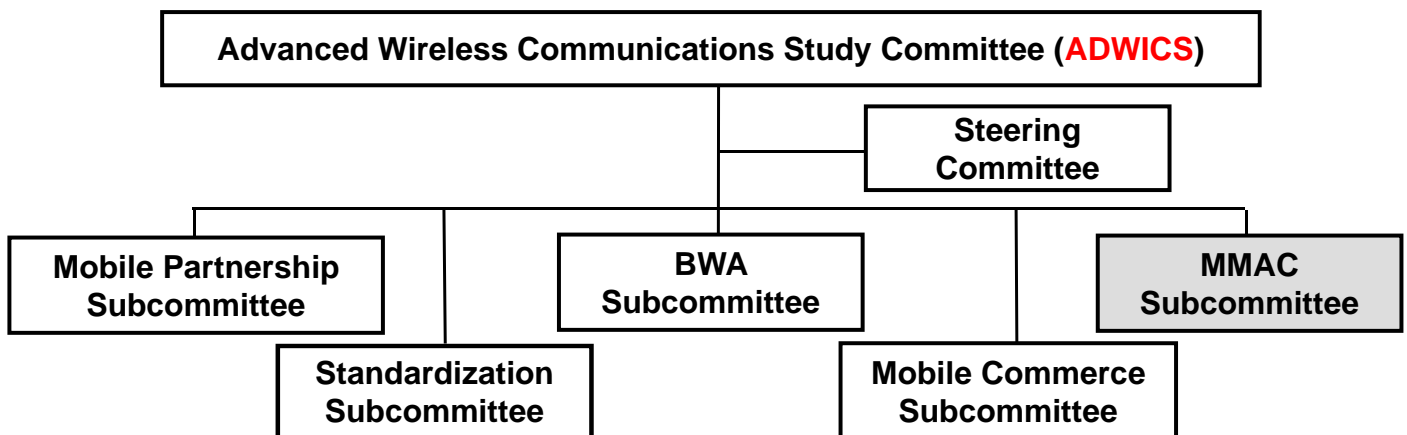 Advanced Wireless Communications Study Committee (ADWICS)
Steering
Committee
Mobile Partnership
Subcommittee
BWA
Subcommittee
MMAC
Subcommittee
Standardization
Subcommittee
Mobile Commerce
Subcommittee